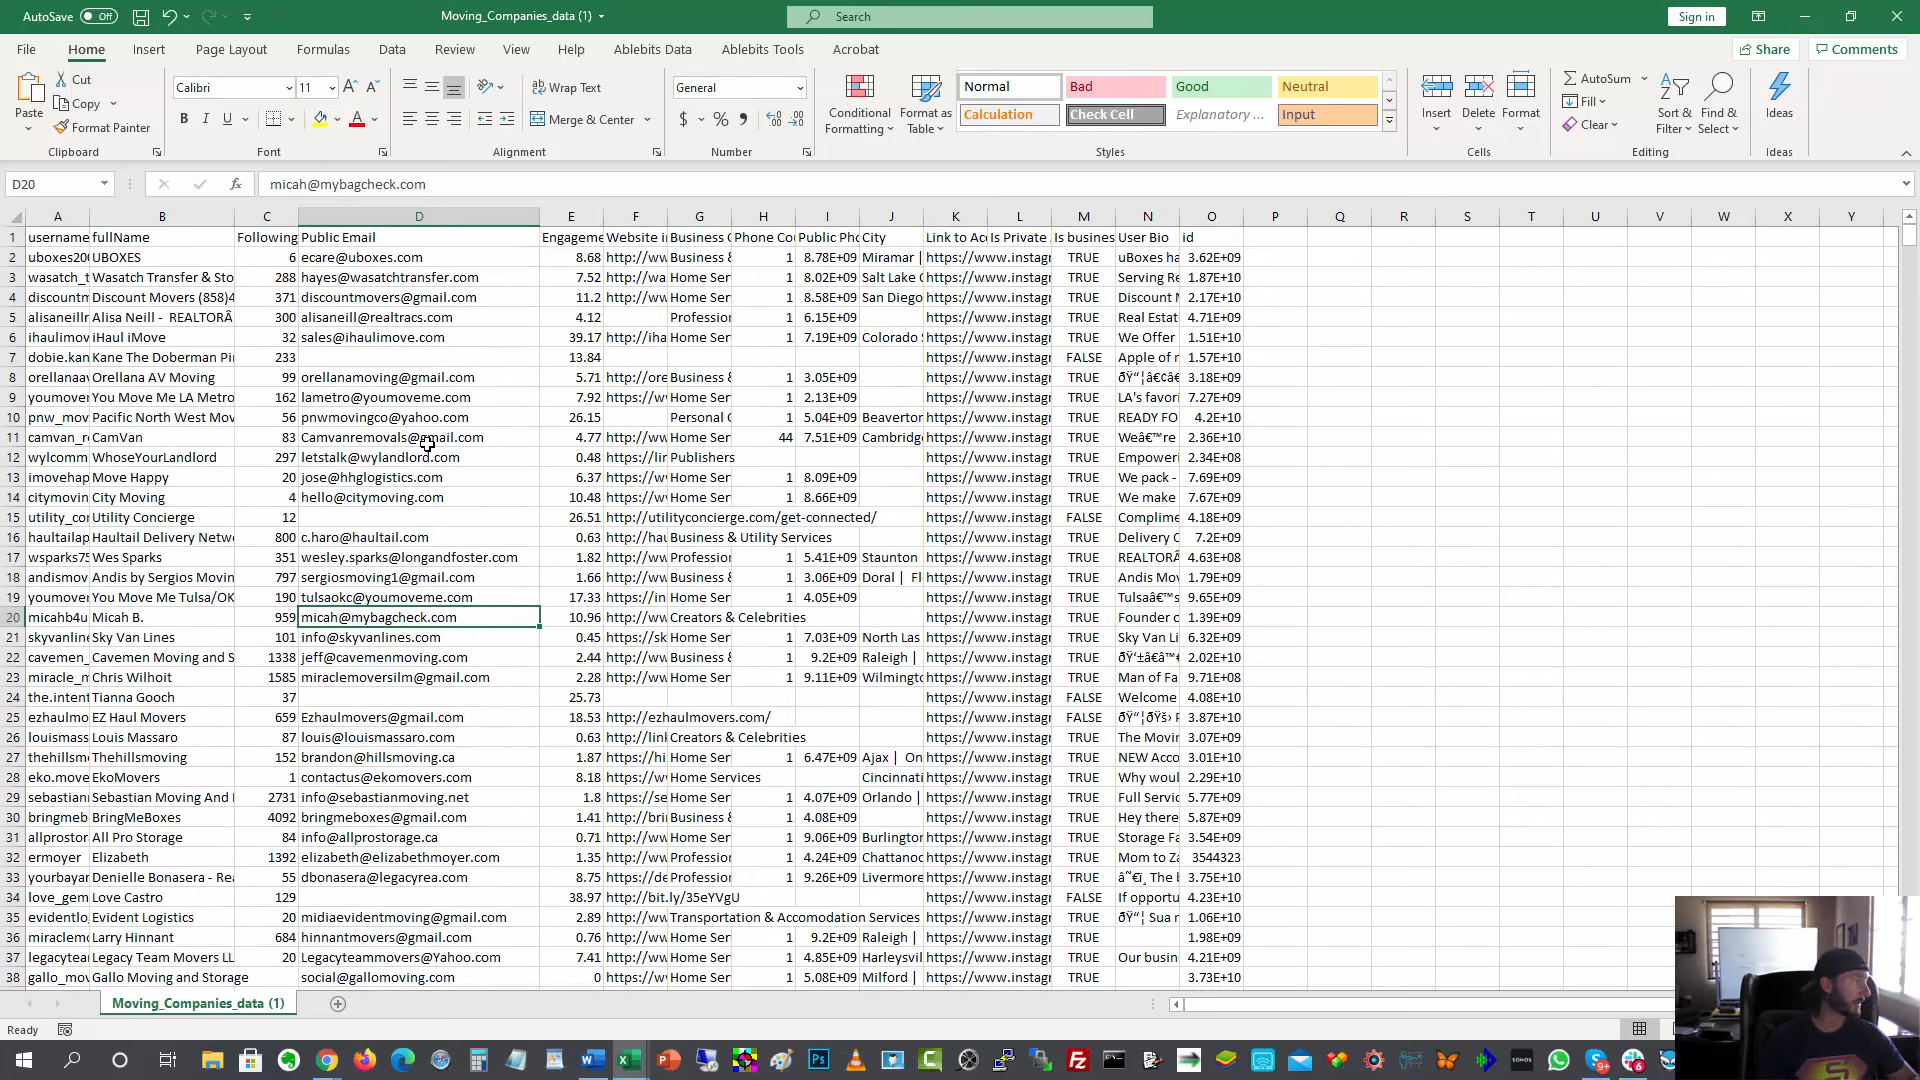 AutoSave Off Moving_Companies_data (1) Search Sign in
File Home Insert Page Layout Formulas Data Review View Help Ablebits Data Ablebits Tools Acrobat Share Comments
Paste Cut Copy Format Painter Calibri 11 Wrap Text Merge & Center General Conditional Formatting Format as Table Normal Bad Good Neutral Calculation Check Cell Explanatory ... Input Insert Delete Format AutoSum Fill Clear Sort & Filter Find & Select Ideas
Clipboard Font Alignment Number Styles Cells Editing Ideas
D20 fx micah@mybagcheck.com
A B C D E F G H I J K L M N O P Q R S T U V W X Y
1 username fullName Following Public Email Engageme Website i Business C Phone Cou Public Pho City Link to Acc Is Private Is busines User Bio id
2 uboxes20 UBOXES 6 ecare@uboxes.com 8.68 http://ww Business & 1 8.78E+09 Miramar | https://www.instagr TRUE uBoxes ha 3.62E+09
3 wasatch_t Wasatch Transfer & Sto 288 hayes@wasatchtransfer.com 7.52 http://wa Home Ser 1 8.02E+09 Salt Lake https://www.instagr TRUE Serving Re 1.87E+10
4 discountm Discount Movers (858)4 371 discountmovers@gmail.com 11.2 http://ww Home Ser 1 8.58E+09 San Diego https://www.instagr TRUE Discount M 2.17E+10
5 alisaneill Alisa Neill - REALTORÂ 300 alisaneill@realtracs.com 4.12 Profession 1 6.15E+09 https://www.instagr TRUE Real Estat 4.71E+09
6 ihaulimov iHaul iMove 32 sales@ihaulimove.com 39.17 http://iha Home Ser 1 7.19E+09 Colorado https://www.instagr TRUE We Offer 1.51E+10
7 dobie.kan Kane The Doberman Pi 233 13.84 https://www.instagr FALSE Apple of 1.57E+10
8 orellanaa Orellana AV Moving 99 orellanamoving@gmail.com 5.71 http://ore Business & 1 3.05E+09 https://www.instagr TRUE 3.18E+09
9 youmover You Move Me LA Metro 162 lametro@youmoveme.com 7.92 https://w Home Ser 1 2.13E+09 https://www.instagr TRUE LA's favori 7.27E+09
10 pnw_mov Pacific North West Mov 56 pnwmovingco@yahoo.com 26.15 Personal 1 5.04E+09 Beaverton https://www.instagr TRUE READY FO 4.2E+10
11 camvan_r CamVan 83 Camvanremovals@gmail.com 4.77 http://ww Home Ser 44 7.51E+09 Cambridge https://www.instagr TRUE Weâ€™re 2.36E+10
12 wylcomm WhoseYourLandlord 297 letstalk@wylandlord.com 0.48 https://lin Publishers https://www.instagr TRUE Empoweri 2.34E+08
13 imovehap Move Happy 20 jose@hhglogistics.com 6.37 https://w Home Ser 1 8.09E+09 https://www.instagr TRUE We pack - 7.69E+09
14 citymovin City Moving 4 hello@citymoving.com 10.48 https://w Home Ser 1 8.66E+09 https://www.instagr TRUE We make 7.67E+09
15 utility_co Utility Concierge 12 26.51 http://utilityconcierge.com/get-connected/ https://www.instagr FALSE Complime 4.18E+09
16 haultailap Haultail Delivery Netw 800 c.haro@haultail.com 0.63 http://hau Business & Utility Services https://www.instagr TRUE Delivery C 7.2E+09
17 wsparks75 Wes Sparks 351 wesley.sparks@longandfoster.com 1.82 http://ww Profession 1 5.41E+09 Staunton https://www.instagr TRUE REALTORÂ 4.63E+08
18 andismov Andis by Sergios Movin 797 sergiosmoving1@gmail.com 1.66 http://ww Business & 1 3.06E+09 Doral | Fl https://www.instagr TRUE Andis Mov 1.79E+09
19 youmover You Move Me Tulsa/OK 190 tulsaokc@youmoveme.com 17.33 https://in Home Ser 1 4.05E+09 https://www.instagr TRUE Tulsaâ€™s 9.65E+09
20 micahb4u Micah B. 959 micah@mybagcheck.com 10.96 http://ww Creators & Celebrities https://www.instagr TRUE Founder o 1.39E+09
21 skyvanline Sky Van Lines 101 info@skyvanlines.com 0.45 https://sk Home Ser 1 7.03E+09 North Las https://www.instagr TRUE Sky Van Li 6.32E+09
22 cavemen_ Cavemen Moving and S 1338 jeff@cavemenmoving.com 2.44 http://ww Business & 1 9.2E+09 Raleigh | https://www.instagr TRUE 2.02E+10
23 miracle_m Chris Wilhoit 1585 miraclemoversilm@gmail.com 2.28 http://ww Home Ser 1 9.11E+09 Wilmingto https://www.instagr TRUE Man of Fa 9.71E+08
24 the.intent Tianna Gooch 37 25.73 https://www.instagr FALSE Welcome 4.08E+10
25 ezhaulmo EZ Haul Movers 659 Ezhaulmovers@gmail.com 18.53 http://ezhaulmovers.com/ https://www.instagr FALSE 3.87E+10
26 louismass Louis Massaro 87 louis@louismassaro.com 0.63 http://link Creators & Celebrities https://www.instagr TRUE The Movin 3.07E+09
27 thehillsm Thehillsmoving 152 brandon@hillsmoving.ca 1.87 https://hi Home Ser 1 6.47E+09 Ajax | On https://www.instagr TRUE NEW Acco 3.01E+10
28 eko.move EkoMovers 1 contactus@ekomovers.com 8.18 https://w Home Services Cincinnati https://www.instagr TRUE Why woul 2.29E+10
29 sebastian Sebastian Moving And 2731 info@sebastianmoving.net 1.8 https://se Home Ser 1 4.07E+09 Orlando | https://www.instagr TRUE Full Servic 5.77E+09
30 bringmeb BringMeBoxes 4092 bringmeboxes@gmail.com 1.41 http://bri Business & 1 4.08E+09 https://www.instagr TRUE Hey there 5.87E+09
31 allprostor All Pro Storage 84 info@allprostorage.ca 0.71 http://ww Home Ser 1 9.06E+09 Burlington https://www.instagr TRUE Storage Fa 3.54E+09
32 ermoyer Elizabeth 1392 elizabeth@elizabethmoyer.com 1.35 http://ww Profession 1 4.24E+09 Chattanoo https://www.instagr TRUE Mom to Za 3544323
33 yourbayar Denielle Bonasera - Rea 55 dbonasera@legacyrea.com 8.75 https://de Profession 1 9.26E+09 Livermore https://www.instagr TRUE 3.75E+10
34 love_gem Love Castro 129 38.97 http://bit.ly/35eYVgU https://www.instagr FALSE If opportu 4.23E+10
35 evidentlo Evident Logistics 20 midiaevidentmoving@gmail.com 2.89 http://ww Transportation & Accomodation Services https://www.instagr TRUE 1.06E+10
36 miraclemo Larry Hinnant 684 hinnantmovers@gmail.com 0.76 http://ww Home Ser 1 9.2E+09 Raleigh | https://www.instagr TRUE 1.98E+09
37 legacyteam Legacy Team Movers LL 20 Legacyteammovers@Yahoo.com 7.41 http://ww Home Ser 1 4.85E+09 Harleysvil https://www.instagr TRUE Our busin 4.21E+09
38 gallo_mov Gallo Moving and Storage social@gallomoving.com 0 https://w Home Ser 1 5.08E+09 Milford | https://www.instagr TRUE 3.73E+10
Moving_Companies_data (1)
Ready